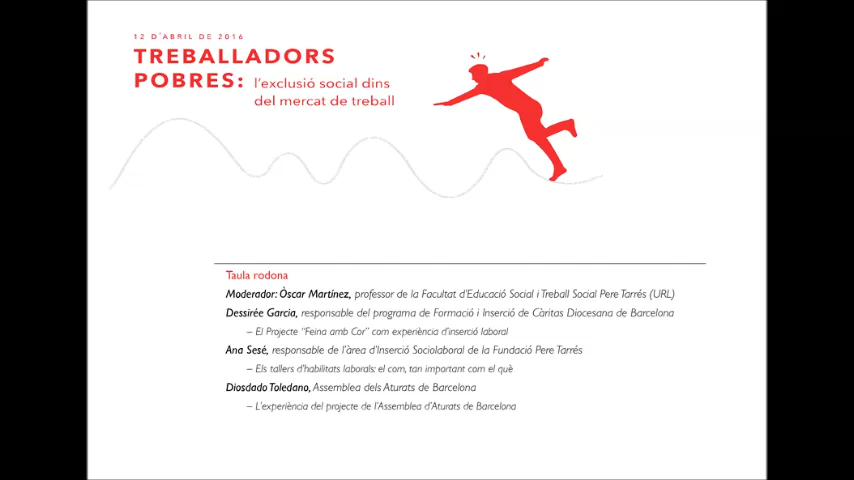 12 D'ABRIL DE 2016
TREBALLADORS
POBRES: l'exclusió social dins
del mercat de treball
Taula rodona
Moderador: Òscar Martínez, professor de la Facultat d'Educació Social i Treball Social Pere Tarrés (URL)
Dessirée Garcia, responsable del programa de Formació i Inserció de Càritas Diocesana de Barcelona
– El Projecte "Feina amb Cor" com experiència d'inserció laboral
Ana Sesé, responsable de l'àrea d'Inserció Sociolaboral de la Fundació Pere Tarrés
– Els tallers d'habilitats laborals: el com, tan important com el què
Diosdado Toledano, Assemblea dels Aturats de Barcelona
– L'experiència del projecte de l'Assemblea d'Aturats de Barcelona